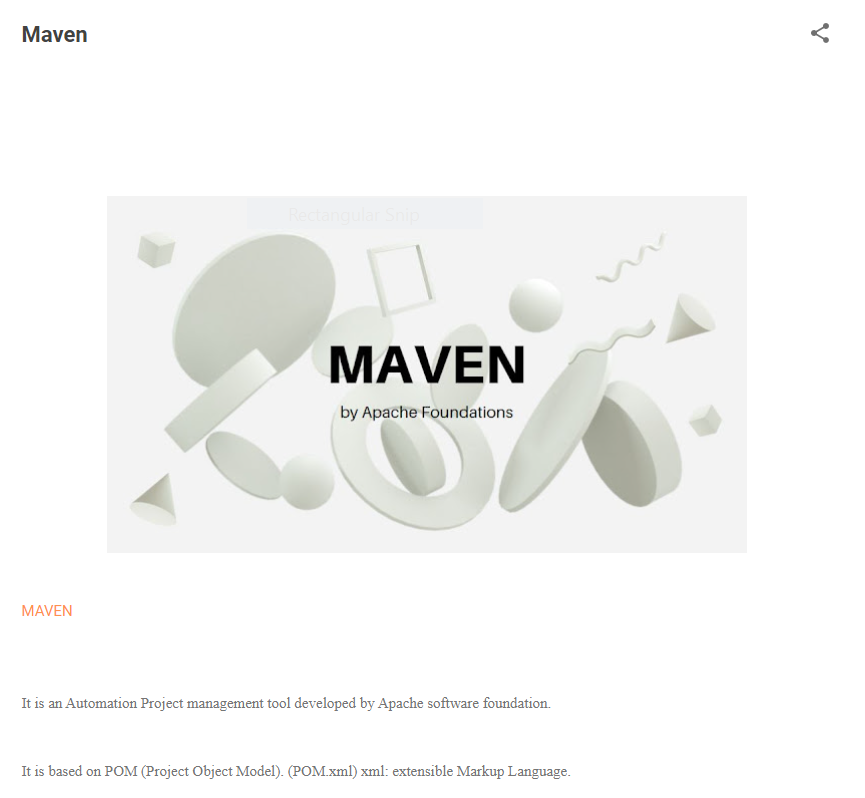 Maven
Rectangular Snip
MAVEN
by Apache Foundations
MAVEN
It is an Automation Project management tool developed by Apache software foundation.
It is based on POM (Project Object Model). (POM.xml) xml: extensible Markup Language.